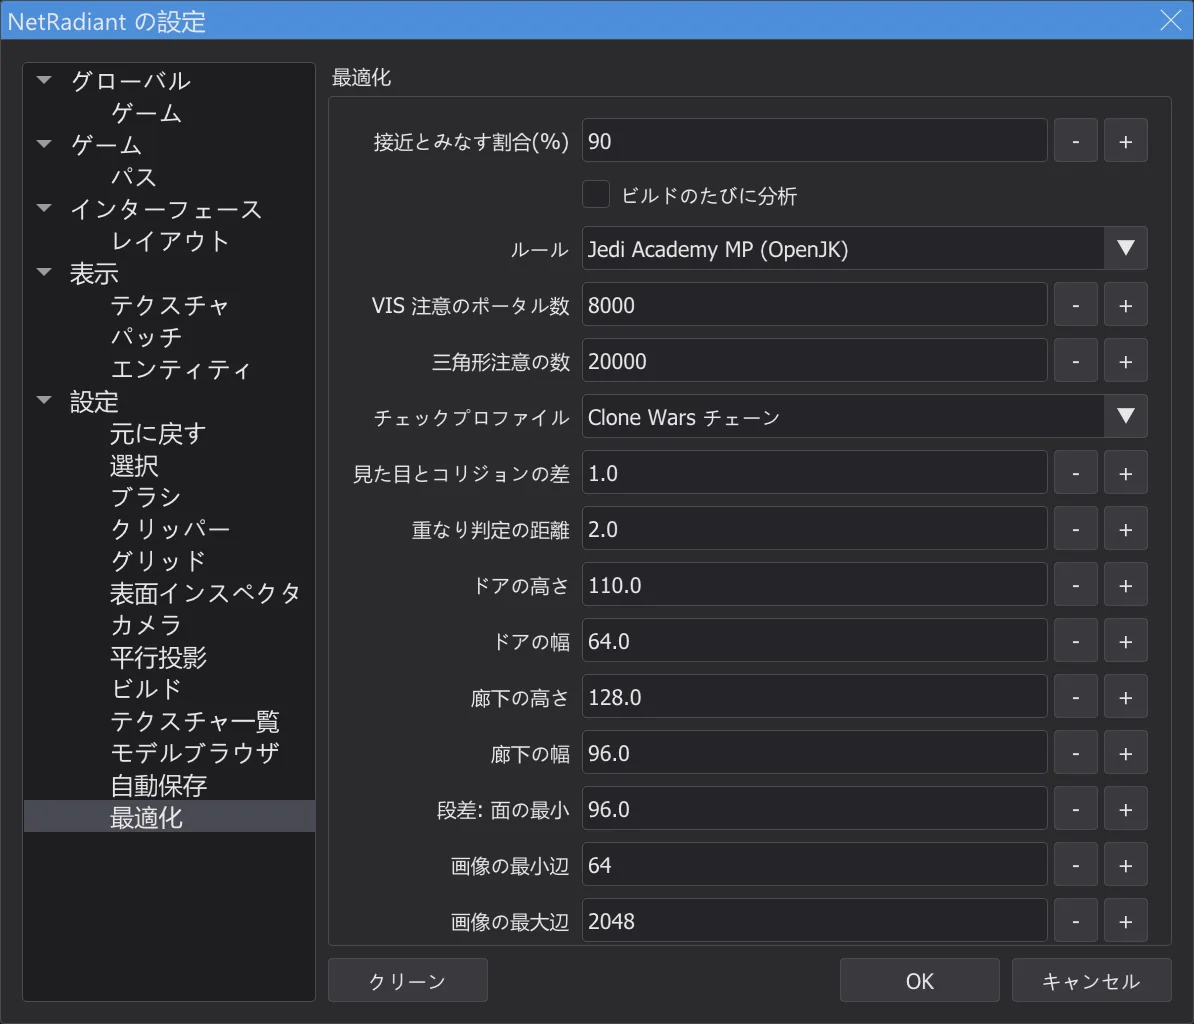 NetRadiant の設定
グローバル
ゲーム
ゲーム
パス
インターフェース
レイアウト
表示
テクスチャ
パッチ
エンティティ
設定
元に戻す
選択
ブラシ
クリッパー
グリッド
表面インスペクタ
カメラ
平行投影
ビルド
テクスチャ一覧
モデルブラウザ
自動保存
最適化
最適化
接近とみなす割合(%) 90 - +
ビルドのたびに分析
ルール Jedi Academy MP (OpenJK) ▼
VIS 注意のポータル数 8000 - +
三角形注意の数 20000 - +
チェックプロファイル Clone Wars チェーン ▼
見た目とコリジョンの差 1.0 - +
重なり判定の距離 2.0 - +
ドアの高さ 110.0 - +
ドアの幅 64.0 - +
廊下の高さ 128.0 - +
廊下の幅 96.0 - +
段差: 面の最小 96.0 - +
画像の最小辺 64 - +
画像の最大辺 2048 - +
クリーン OK キャンセル